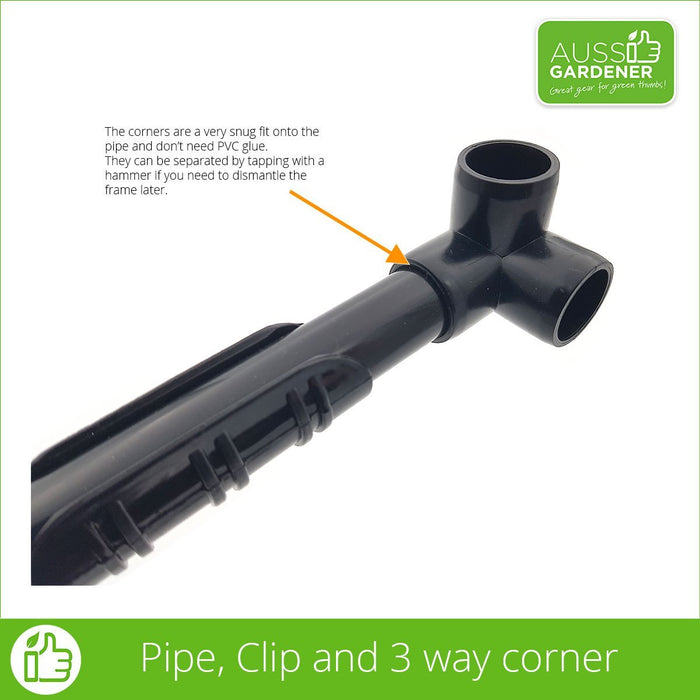 AUSSI
GARDENER
Great gear for green thumbs!
The corners are a very snug fit onto the
pipe and don't need PVC glue.
They can be separated by tapping with a
hammer if you need to dismantle the
frame later.
Pipe, Clip and 3 way corner